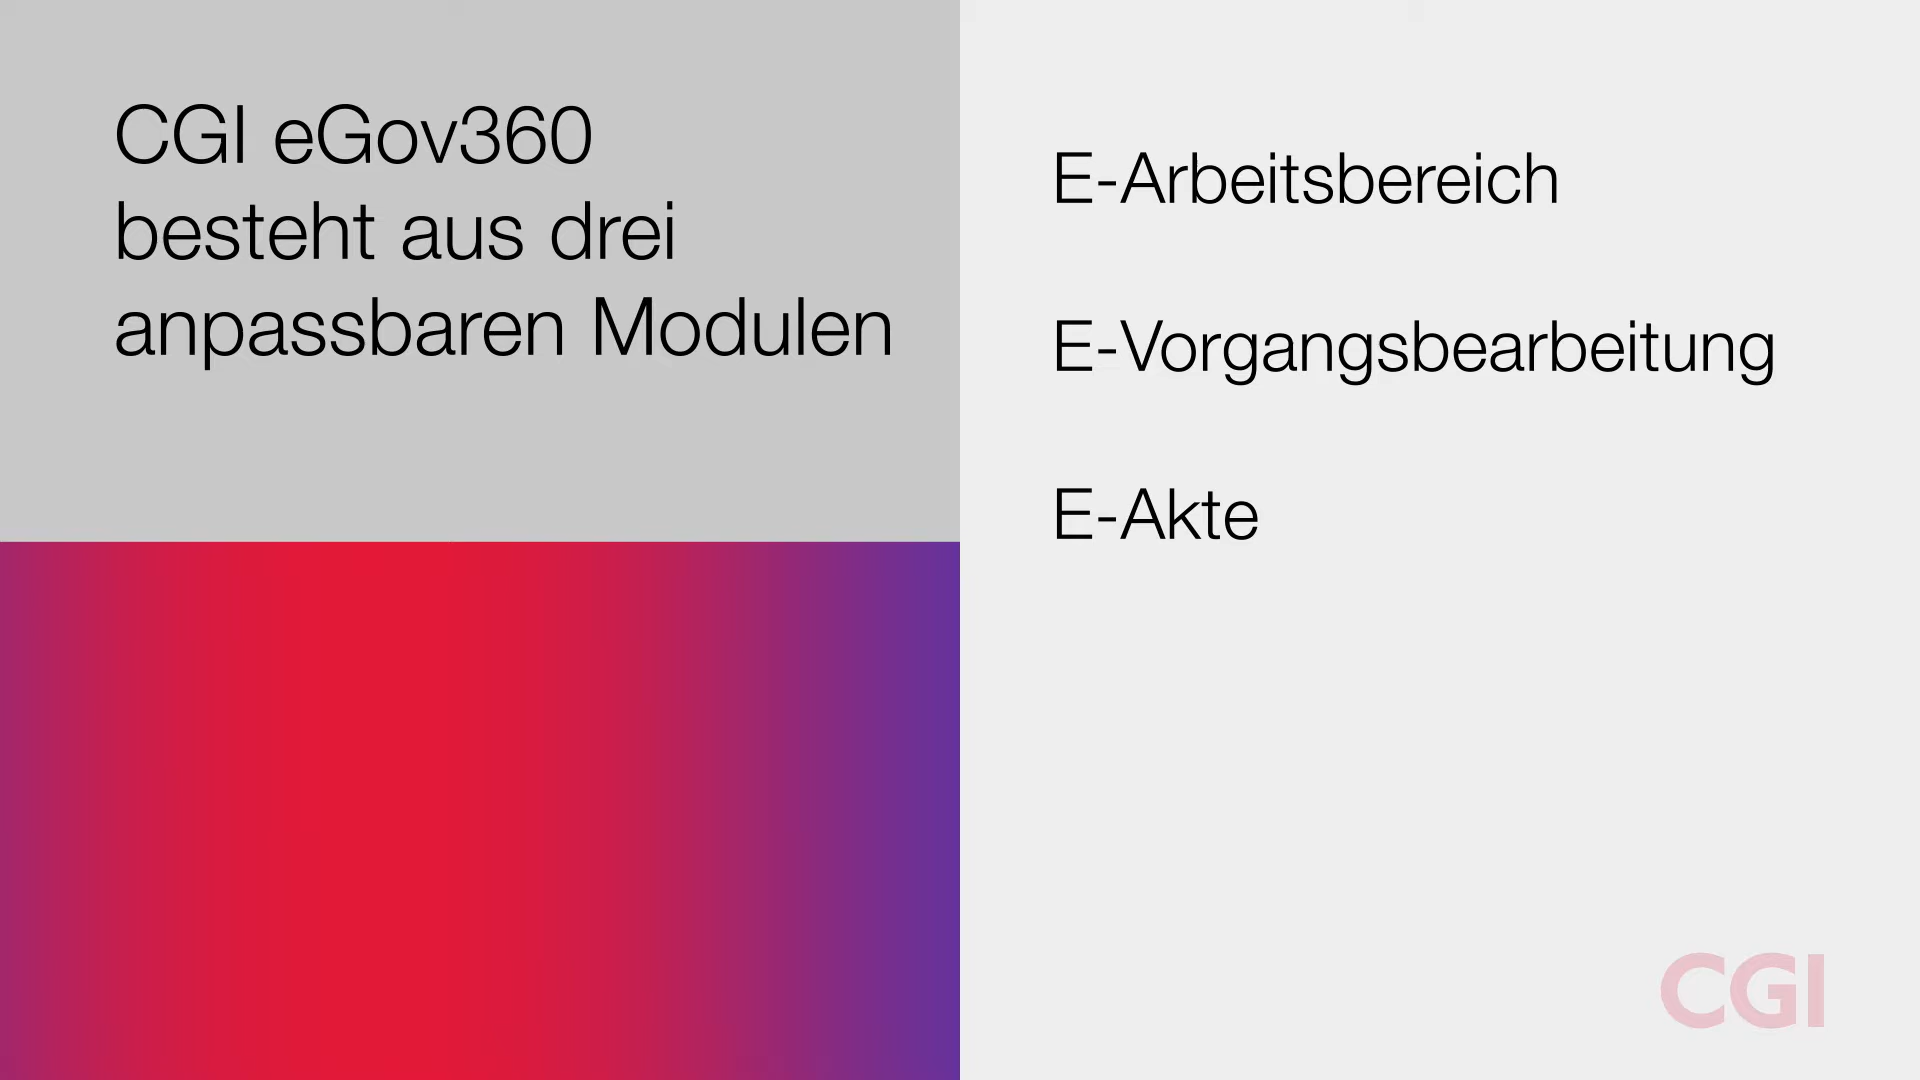 CGI eGov360
besteht aus drei
anpassbaren Modulen
E-Arbeitsbereich
E-Vorgangsbearbeitung
E-Akte
CGI